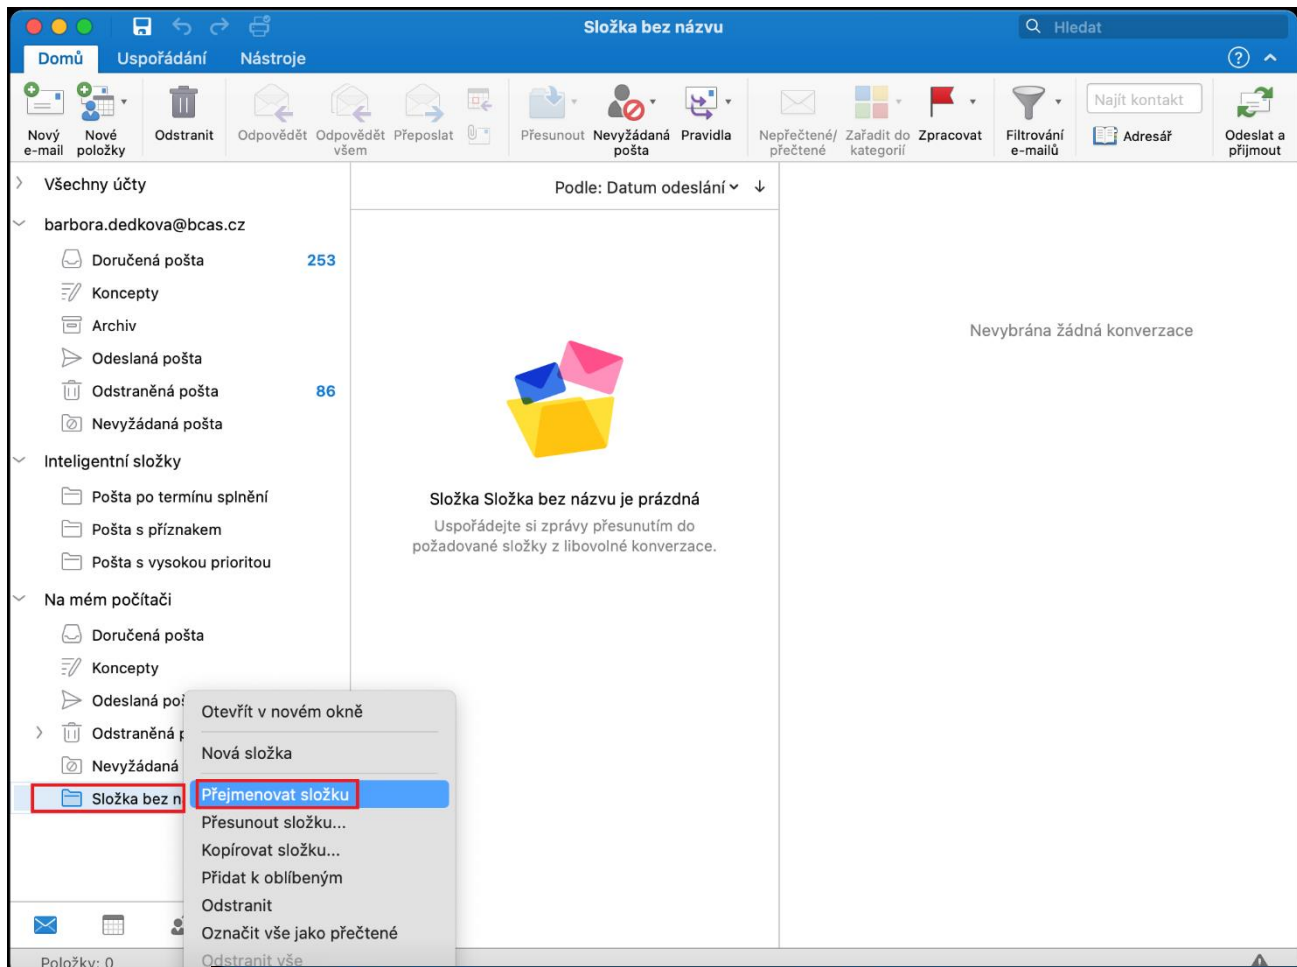 Složka bez názvu
Hledat
Domů
Uspořádání
Nástroje
Nový
e-mail
Nové
položky
Odstranit
Odpovědět
Odpovědět
všem
Přeposlat
Přesunout
Nevyžádaná
pošta
Pravidla
Nepřečtené/
přečtené
Zařadit do
kategorií
Zpracovat
Filtrování
e-mailů
Najít kontakt
Adresář
Odeslat a
přijmout
Všechny účty
barbora.dedkova@bcas.cz
Doručená pošta 253
Koncepty
Archiv
Odeslaná pošta
Odstraněná pošta 86
Nevyžádaná pošta
Inteligentní složky
Pošta po termínu splnění
Pošta s příznakem
Pošta s vysokou prioritou
Na mém počítači
Doručená pošta
Koncepty
Odeslaná poš
Odstraněná p
Nevyžádaná
Složka bez n
Položky: 0
Otevřít v novém okně
Nová složka
Přejmenovat složku
Přesunout složku...
Kopírovat složku...
Přidat k oblíbeným
Odstranit
Označit vše jako přečtené
Odstranit vše
Podle: Datum odeslání
Složka Složka bez názvu je prázdná
Uspořádejte si zprávy přesunutím do
požadované složky z libovolné konverzace.
Nevybrána žádná konverzace